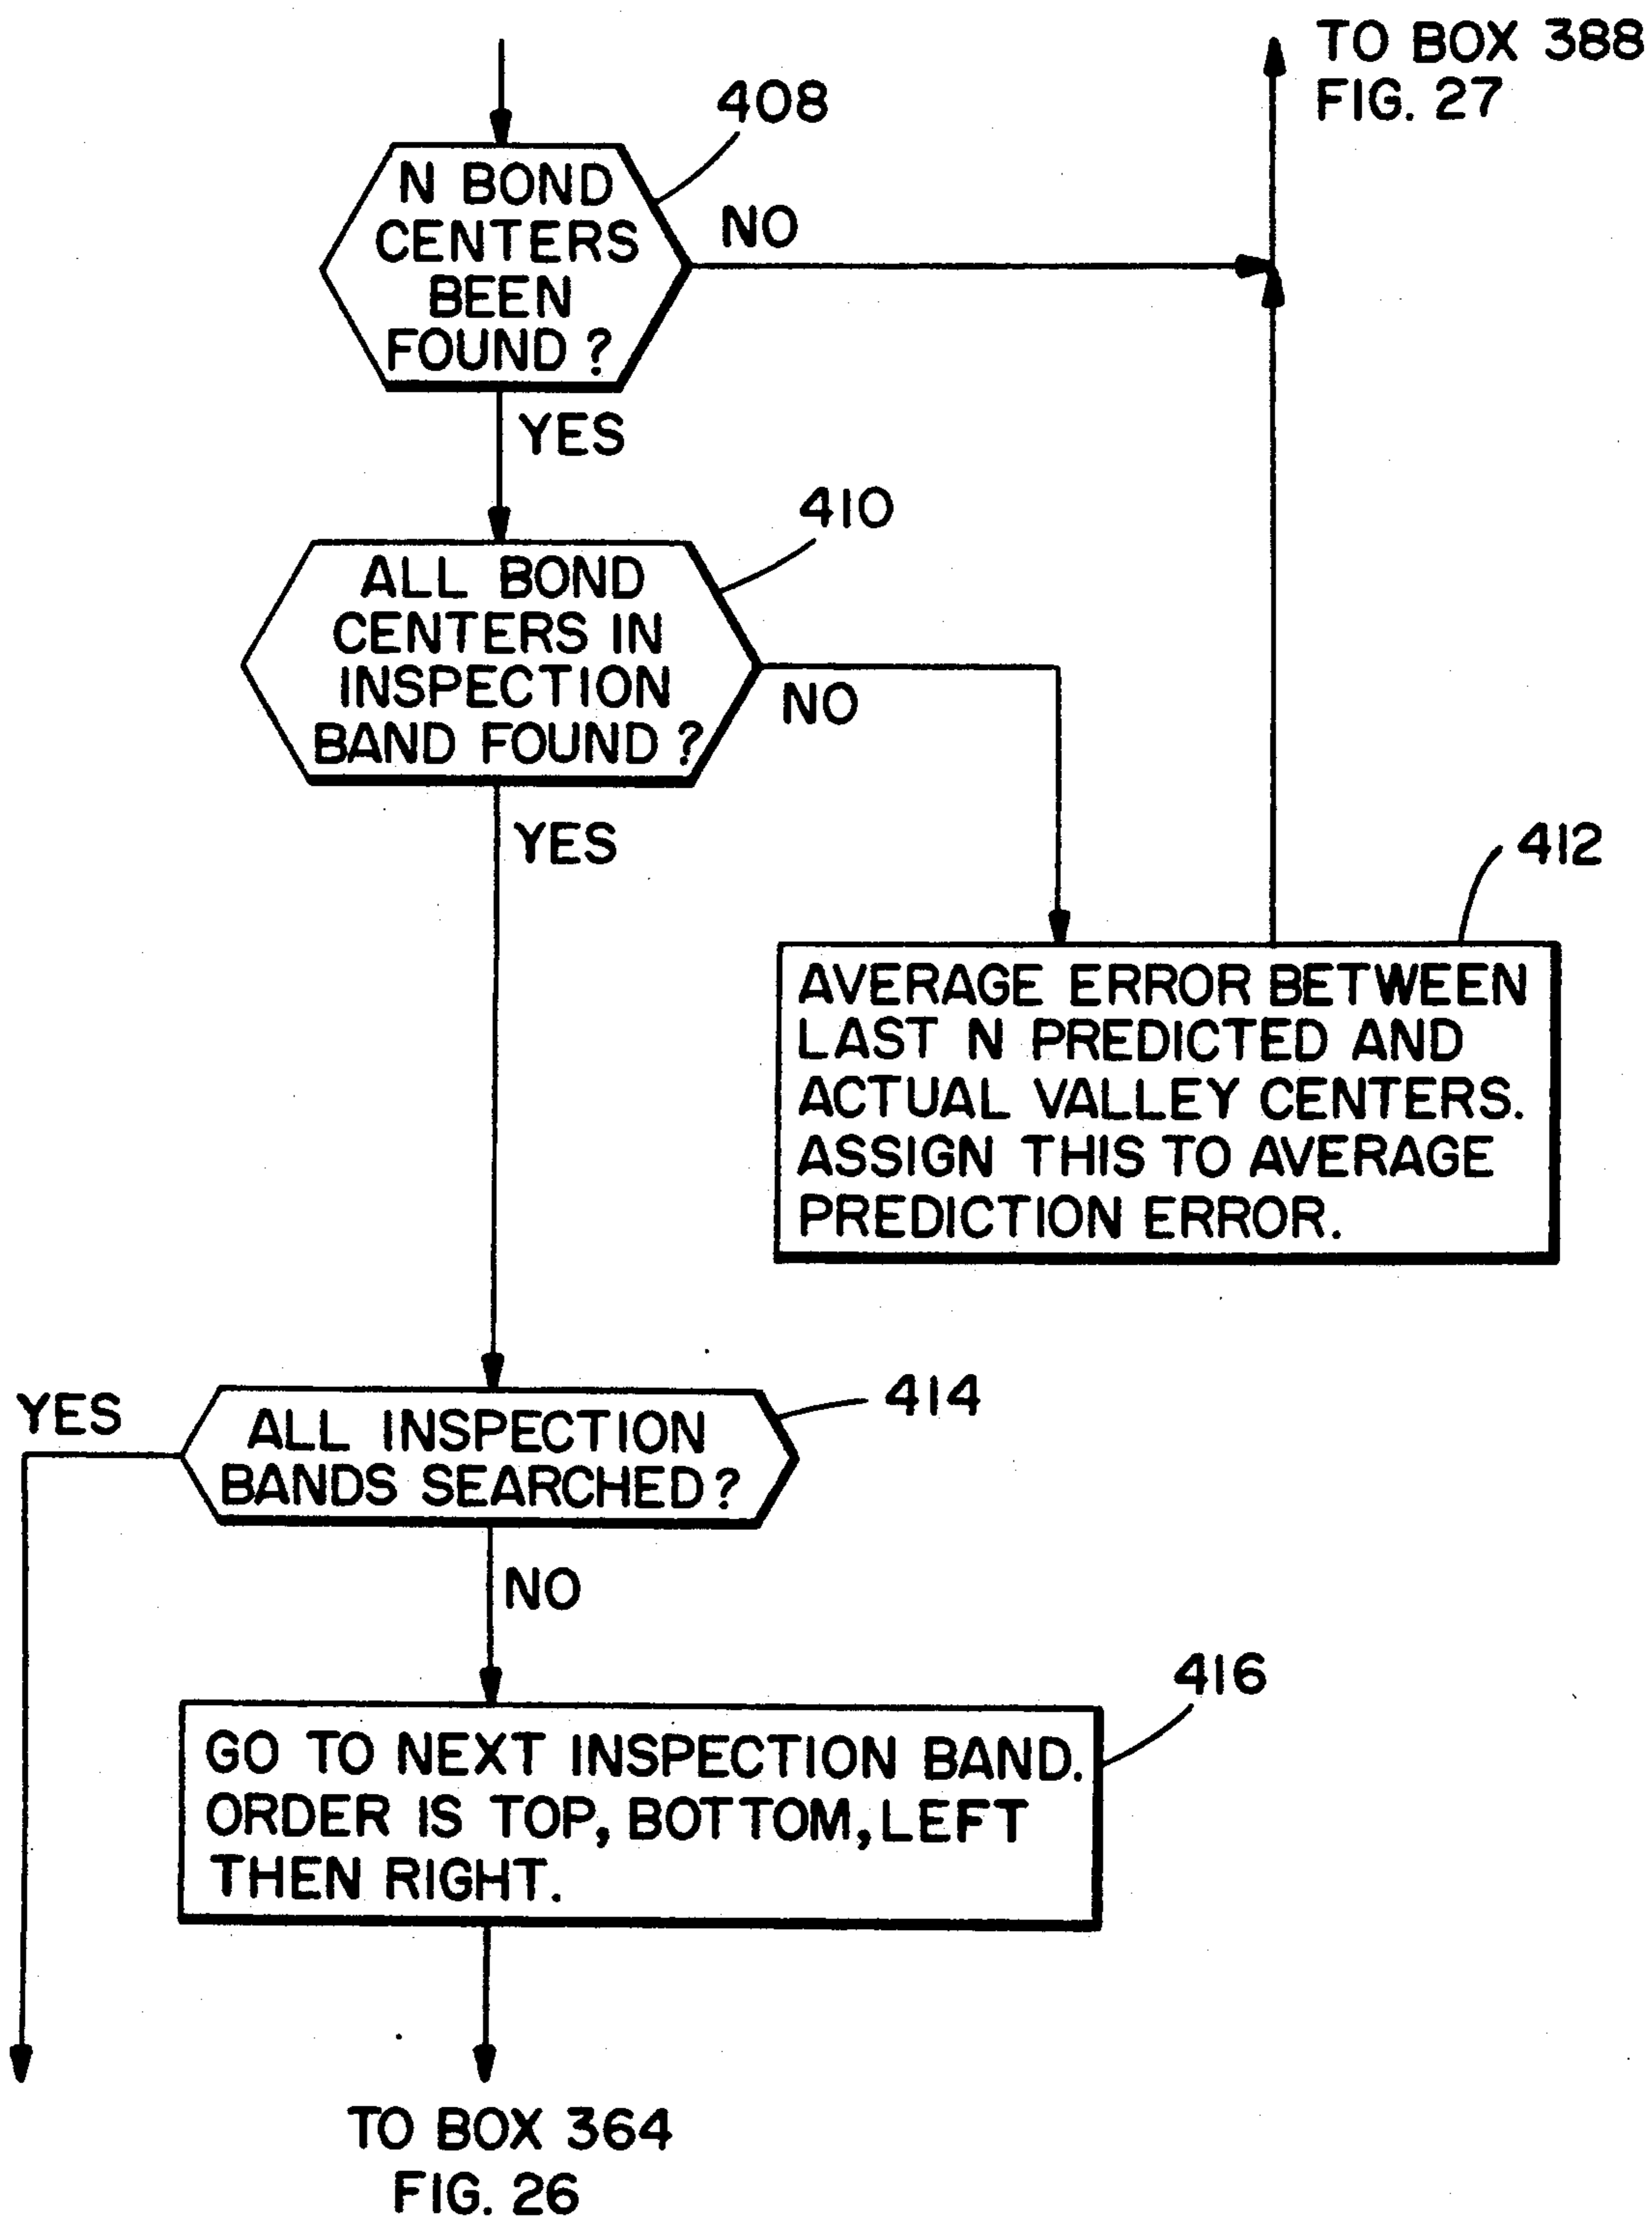 TO BOX 388
FIG. 27
408
N BOND
CENTERS
BEEN
FOUND ?
NO
YES
410
ALL BOND
CENTERS IN
INSPECTION
BAND FOUND ?
NO
YES
412
AVERAGE ERROR BETWEEN
LAST N PREDICTED AND
ACTUAL VALLEY CENTERS.
ASSIGN THIS TO AVERAGE
PREDICTION ERROR.
414
YES
ALL INSPECTION
BANDS SEARCHED ?
NO
416
GO TO NEXT INSPECTION BAND.
ORDER IS TOP, BOTTOM, LEFT
THEN RIGHT.
TO BOX 364
FIG. 26